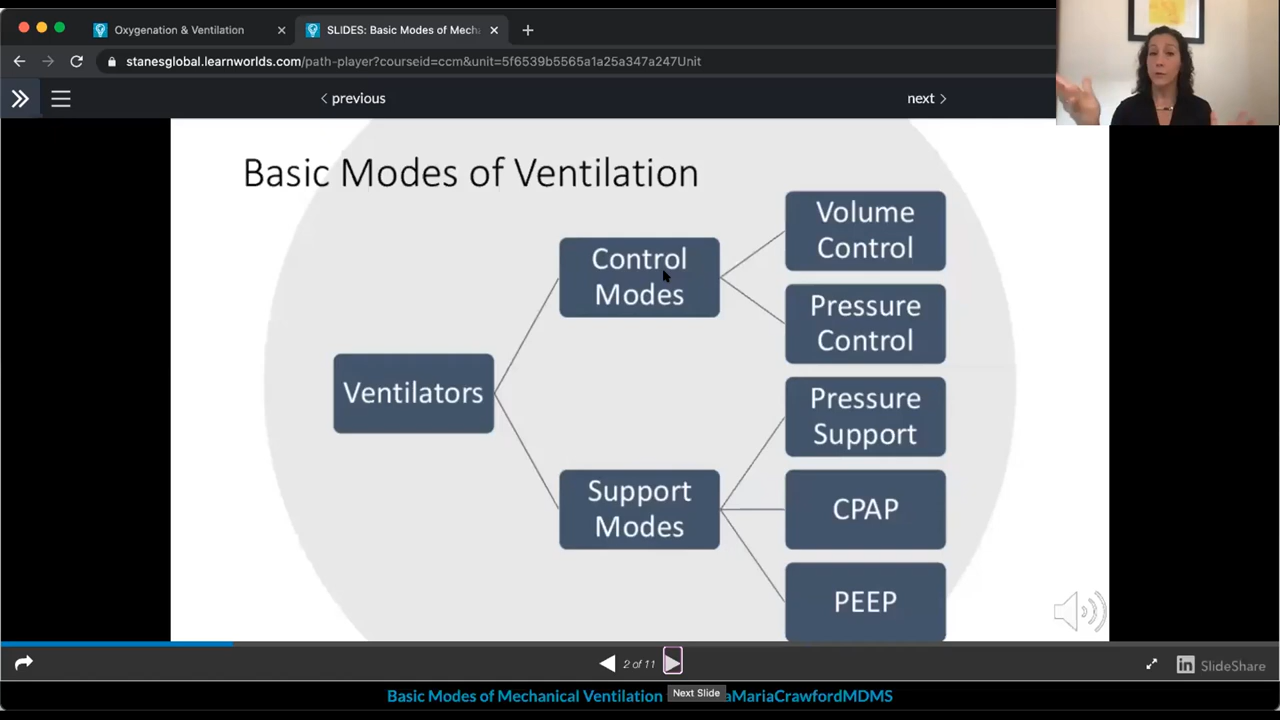 Oxygenation & Ventilation
SLIDES: Basic Modes of Mech
stanesglobal.learnworlds.com/path-player?courseid=ccm&unit=5f6539b5565a1a25a347a247Unit
previous
next
Basic Modes of Ventilation
Volume
Control
Control
Modes
Pressure
Control
Ventilators
Pressure
Support
Support
Modes
CPAP
PEEP
2 of 11
in SlideShare
Basic Modes of Mechanical Ventilation
Next Slide
aMariaCrawfordMDMS